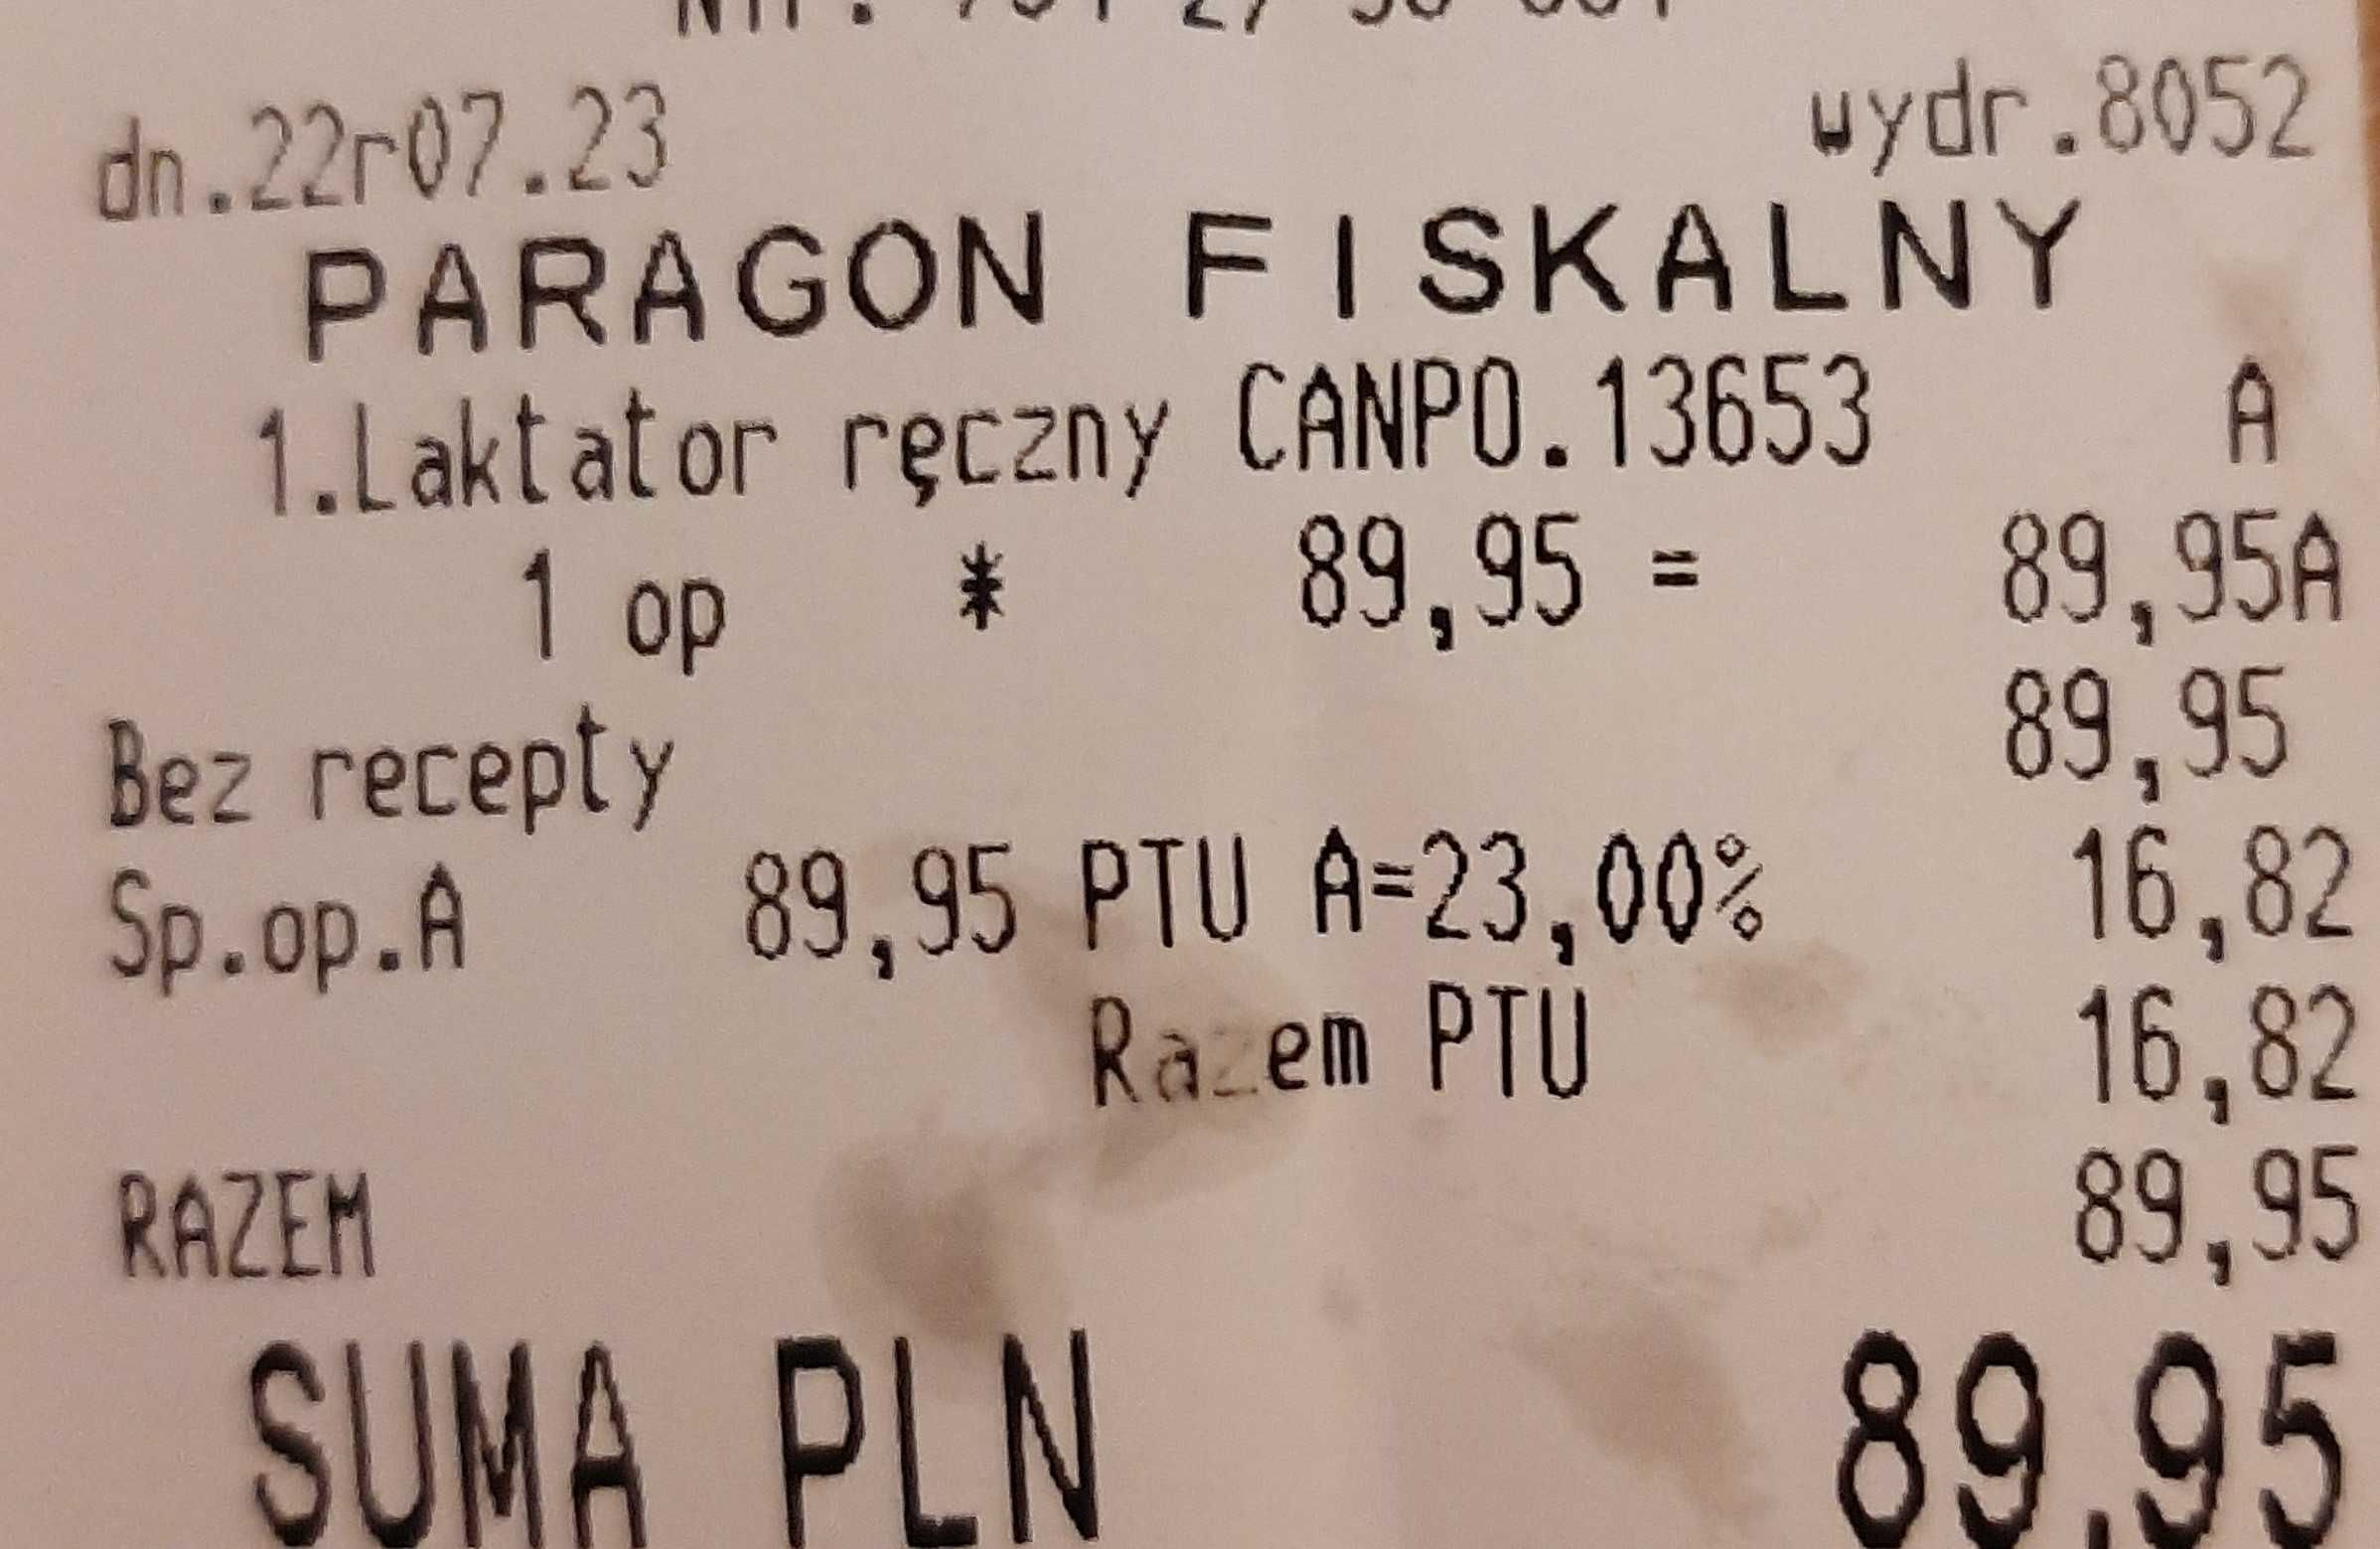 dn.22r07.23 wydr.8052
PARAGON FISKALNY
1.Laktator ręczny CANPO.13653 A
1 op * 89,95 = 89,95A
89,95
Bez recepty
Sp.op.A 89,95 PTU A=23,00% 16,82
Razem PTU 16,82
RAZEM 89,95
SUMA PLN 89,95